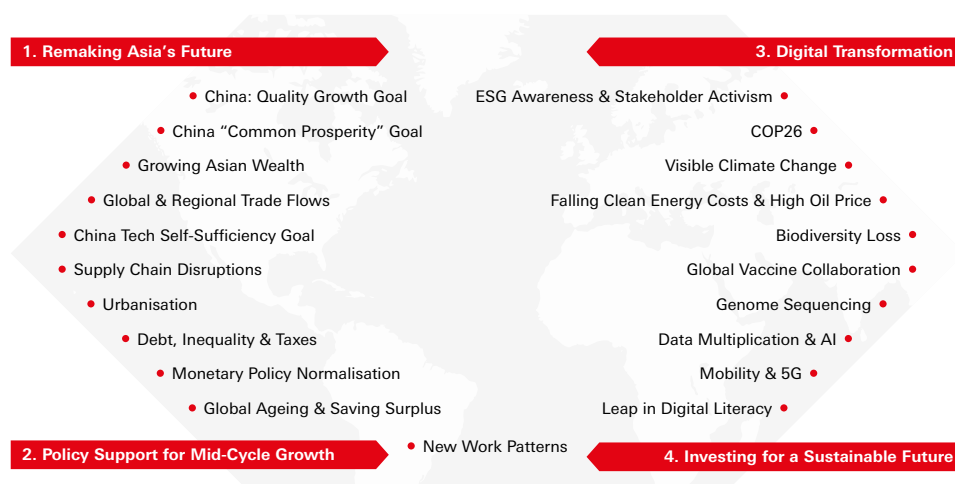 1. Remaking Asia's Future
China: Quality Growth Goal
China “Common Prosperity” Goal
Growing Asian Wealth
Global & Regional Trade Flows
China Tech Self-Sufficiency Goal
Supply Chain Disruptions
Urbanisation
Debt, Inequality & Taxes
Monetary Policy Normalisation
Global Ageing & Saving Surplus
2. Policy Support for Mid-Cycle Growth
New Work Patterns
3. Digital Transformation
ESG Awareness & Stakeholder Activism
COP26
Visible Climate Change
Falling Clean Energy Costs & High Oil Price
Biodiversity Loss
Global Vaccine Collaboration
Genome Sequencing
Data Multiplication & AI
Mobility & 5G
Leap in Digital Literacy
4. Investing for a Sustainable Future